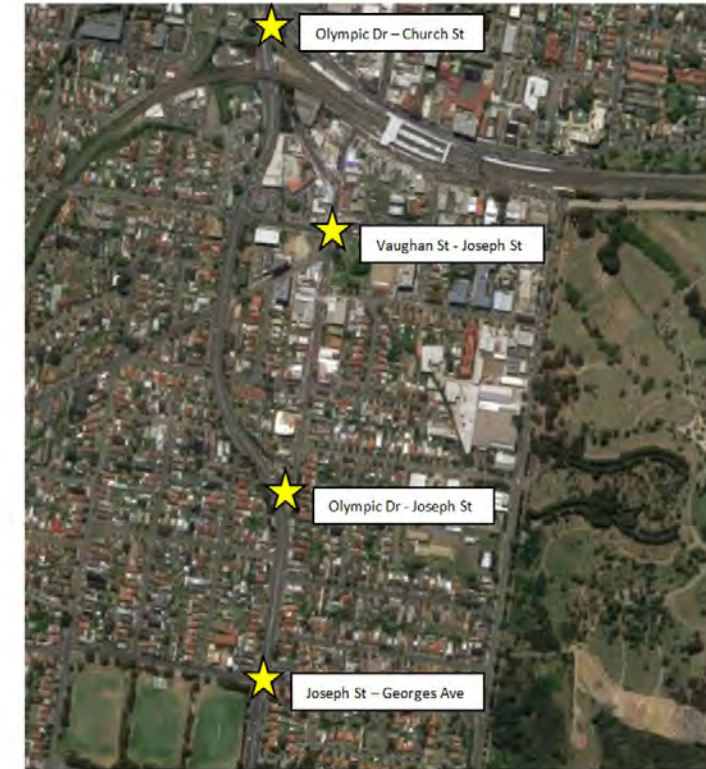 Olympic Dr – Church St
Vaughan St - Joseph St
Olympic Dr - Joseph St
Joseph St – Georges Ave